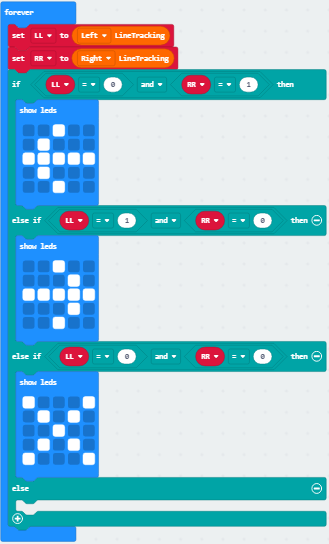 forever
set LL to Left LineTracking
set RR to Right LineTracking
if LL = 0 and RR = 1 then
show leds
else if LL = 1 and RR = 0 then
show leds
else if LL = 0 and RR = 0 then
show leds
else